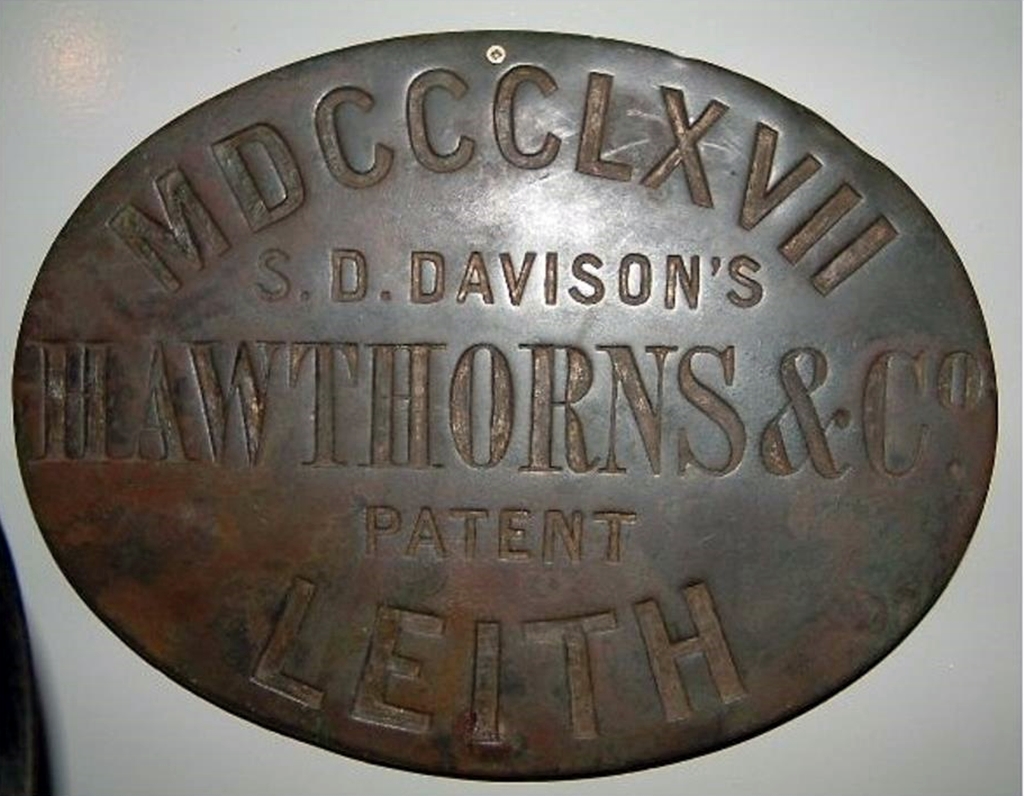 MDCCCLXVII
S. D. DAVISON'S
HAWTHORNS & Co
PATENT
LEITH